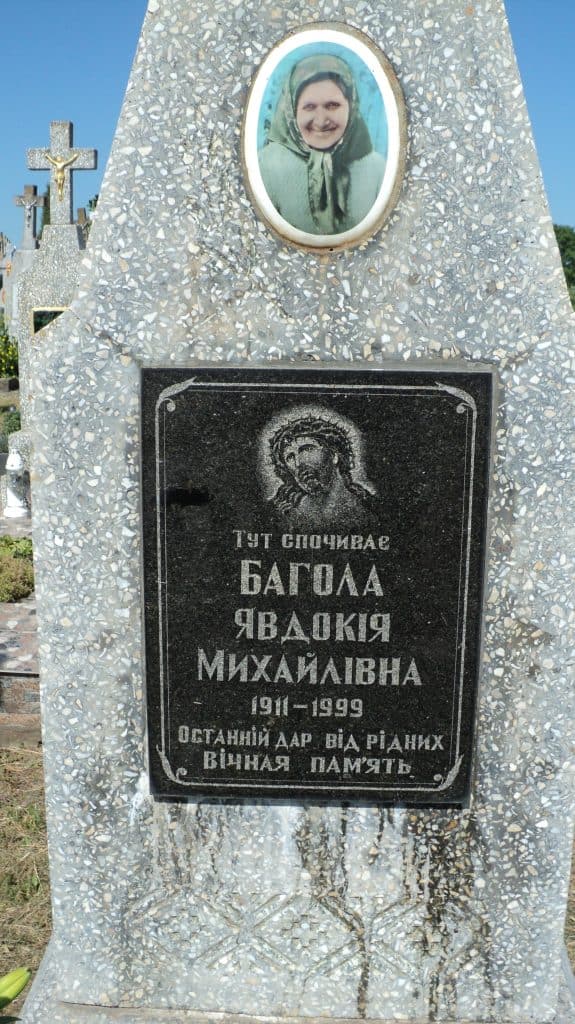 Тут спочиває
БАГОЛА
ЯВДОКІЯ
МИХАЙЛІВНА
1911-1999
Останній дар від рідних
вічная пам'ять